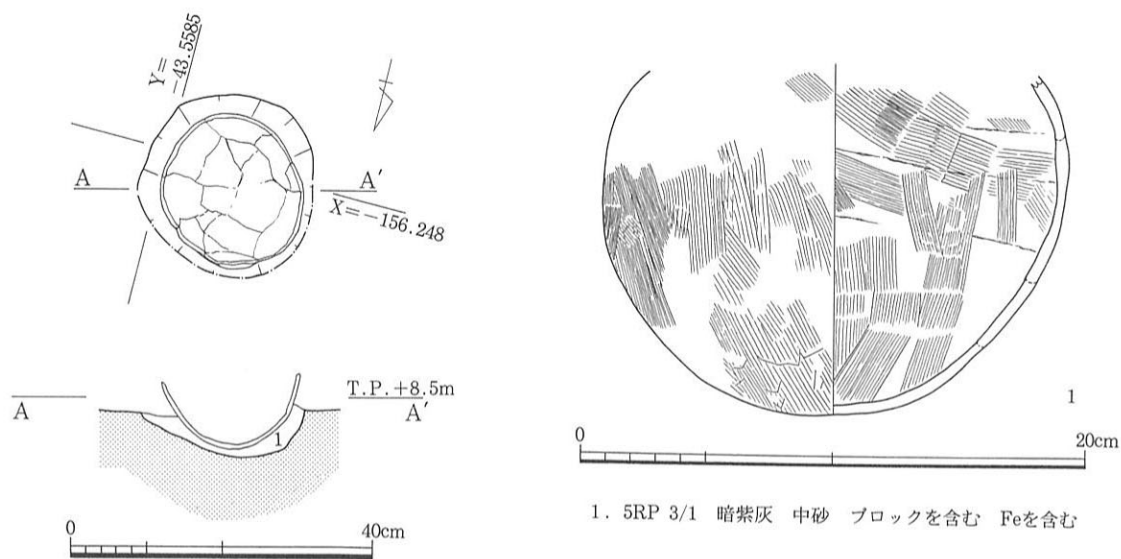 Y=
-43.5585
A
A′
X=-156.248
T.P.+8.5m
A
A′
1
0
40cm
1
0
20cm
1. 5RP 3/1 暗紫灰 中砂 ブロックを含む Feを含む